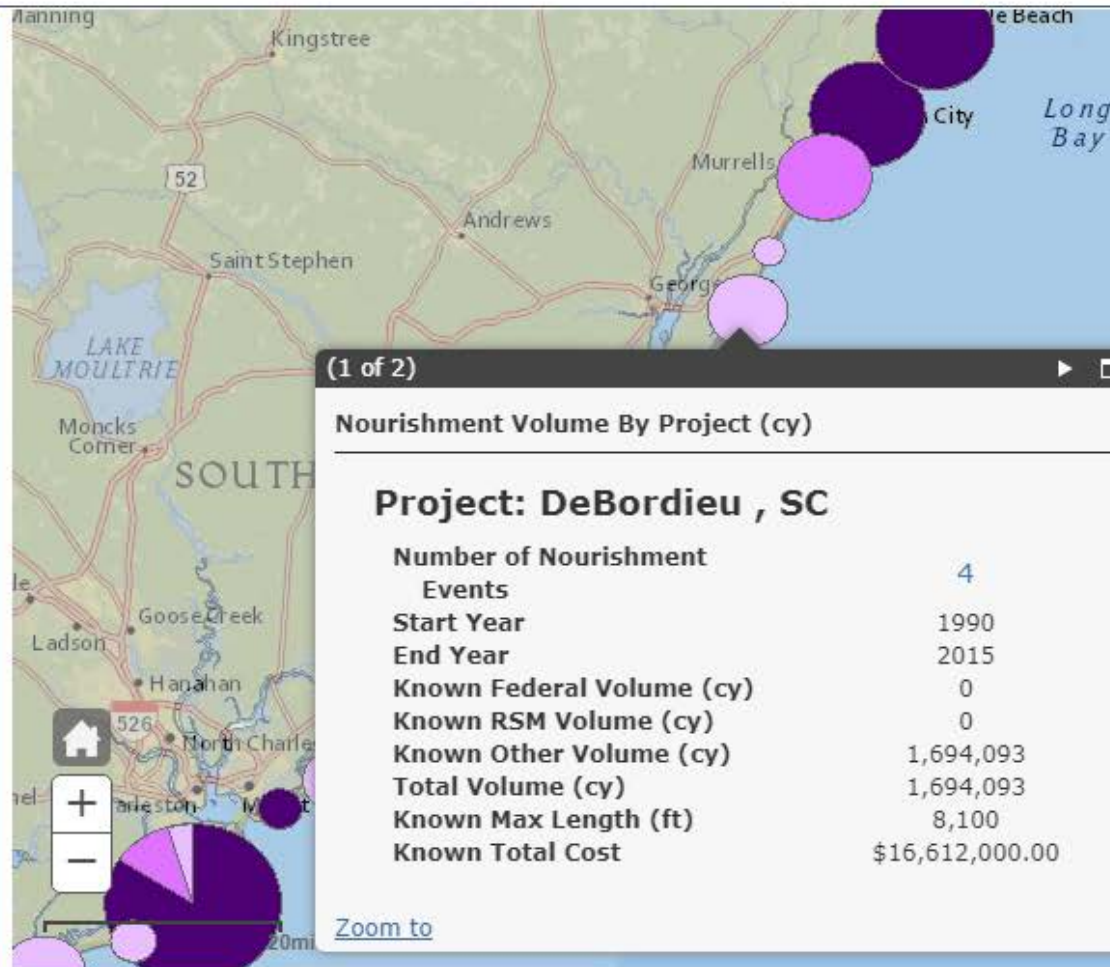 Manning
Kingstree
Beach
City
Long
Bay
52
Murrells
Andrews
Saint Stephen
George
LAKE
MOULTRIE
(1 of 2)
Nourishment Volume By Project (cy)
Moncks
Corner
SOUTH
Project: DeBordieu , SC
Number of Nourishment
Events 4
Start Year 1990
End Year 2015
Known Federal Volume (cy) 0
Known RSM Volume (cy) 0
Known Other Volume (cy) 1,694,093
Total Volume (cy) 1,694,093
Known Max Length (ft) 8,100
Known Total Cost $16,612,000.00
Zoom to
Goose Creek
Ladson
Hanahan
526
North Charle
+
arleston
−
20mi